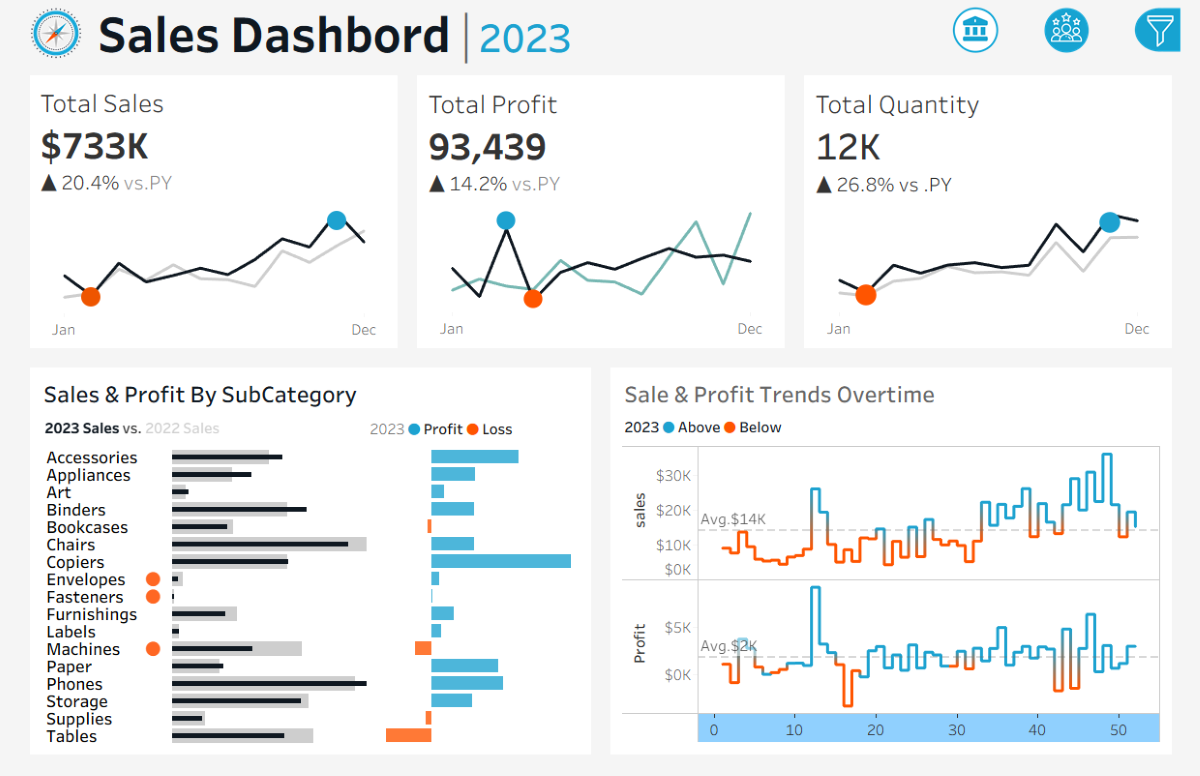 Sales Dashbord | 2023
Total Sales
$733K
▲ 20.4% vs.PY
Jan Dec
Total Profit
93,439
▲ 14.2% vs.PY
Jan Dec
Total Quantity
12K
▲ 26.8% vs .PY
Jan Dec
Sales & Profit By SubCategory
2023 Sales vs. 2022 Sales
2023 Profit Loss
Accessories
Appliances
Art
Binders
Bookcases
Chairs
Copiers
Envelopes
Fasteners
Furnishings
Labels
Machines
Paper
Phones
Storage
Supplies
Tables
Sale & Profit Trends Overtime
2023 Above Below
sales
$30K
$20K
Avg.$14K
$10K
$0K
Profit
$5K
Avg.$2K
$0K
0 10 20 30 40 50